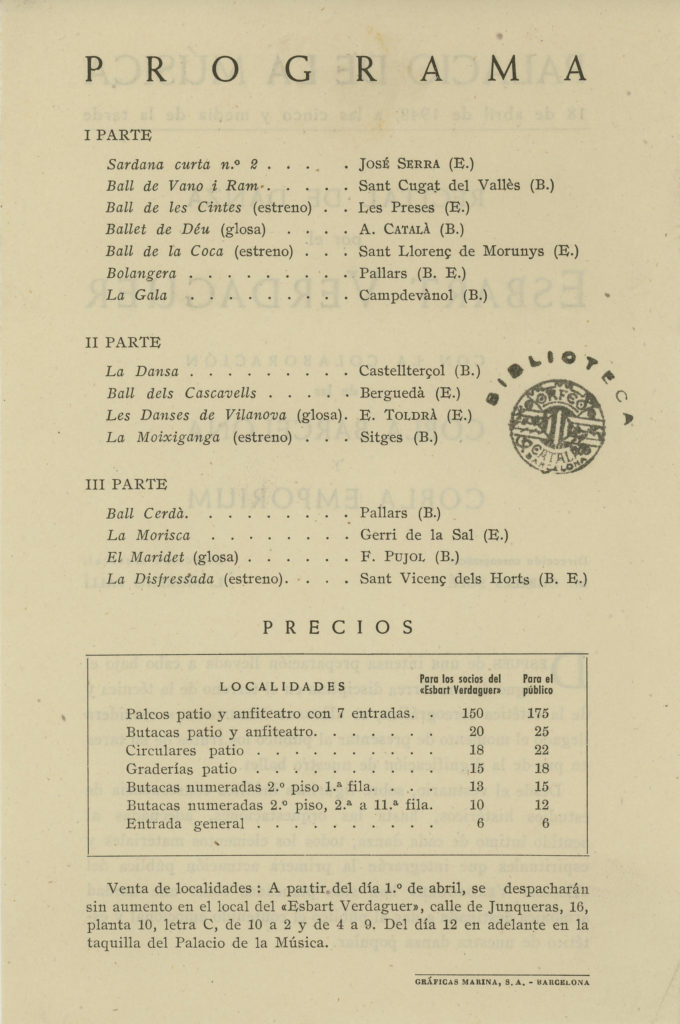 PROGRAMA
I PARTE
Sardana curta n.º 2 . . . . . JOSÉ SERRA (E.)
Ball de Vano i Ram . . . . . Sant Cugat del Vallès (B.)
Ball de les Cintes (estreno) . . Les Preses (E.)
Ballet de Déu (glosa) . . . . A. CATALÀ (B.)
Ball de la Coca (estreno) . . . Sant Llorenç de Morunys (E.)
Bolangera . . . . . . . . . Pallars (B. E.)
La Gala . . . . . . . . . Campdevànol (B.)
II PARTE
La Dansa . . . . . . . . . Castellterçol (B.)
Ball dels Cascavells . . . . . Berguedà (E.)
Les Danses de Vilanova (glosa). E. TOLDRÀ (E.)
La Moixiganga (estreno) . . . Sitges (B.)
BIBLIOTECA
ORFEÓ
CATALÀ
BARCELONA
III PARTE
Ball Cerdà. . . . . . . . . Pallars (B.)
La Morisca . . . . . . . . Gerri de la Sal (E.)
El Maridet (glosa) . . . . . . F. PUJOL (B.)
La Disfressada (estreno). . . . Sant Vicenç dels Horts (B. E.)
PRECIOS
LOCALIDADES Para los socios del «Esbart Verdaguer» Para el público
Palcos patio y anfiteatro con 7 entradas. . 150 175
Butacas patio y anfiteatro. . . . . . . 20 25
Circulares patio . . . . . . . . . . 18 22
Graderías patio . . . . . . . . . . 15 18
Butacas numeradas 2.º piso 1.ª fila. . . . 13 15
Butacas numeradas 2.º piso, 2.ª a 11.ª fila. 10 12
Entrada general . . . . . . . . . . 6 6
Venta de localidades : A partir del día 1.º de abril, se despacharán
sin aumento en el local del «Esbart Verdaguer», calle de Junqueras, 16,
planta 10, letra C, de 10 a 2 y de 4 a 9. Del día 12 en adelante en la
taquilla del Palacio de la Música.
GRÁFICAS MARINA, S. A. - BARCELONA